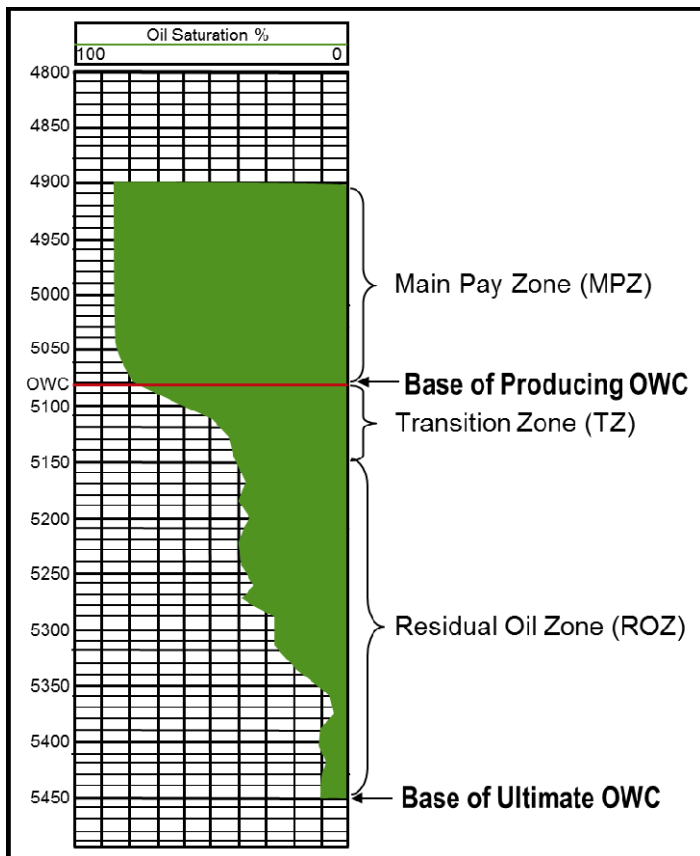 Oil Saturation %
100 0
4800
4850
4900
4950
Main Pay Zone (MPZ)
5000
5050
OWC
Base of Producing OWC
5100
Transition Zone (TZ)
5150
5200
5250
5300
Residual Oil Zone (ROZ)
5350
5400
5450
Base of Ultimate OWC